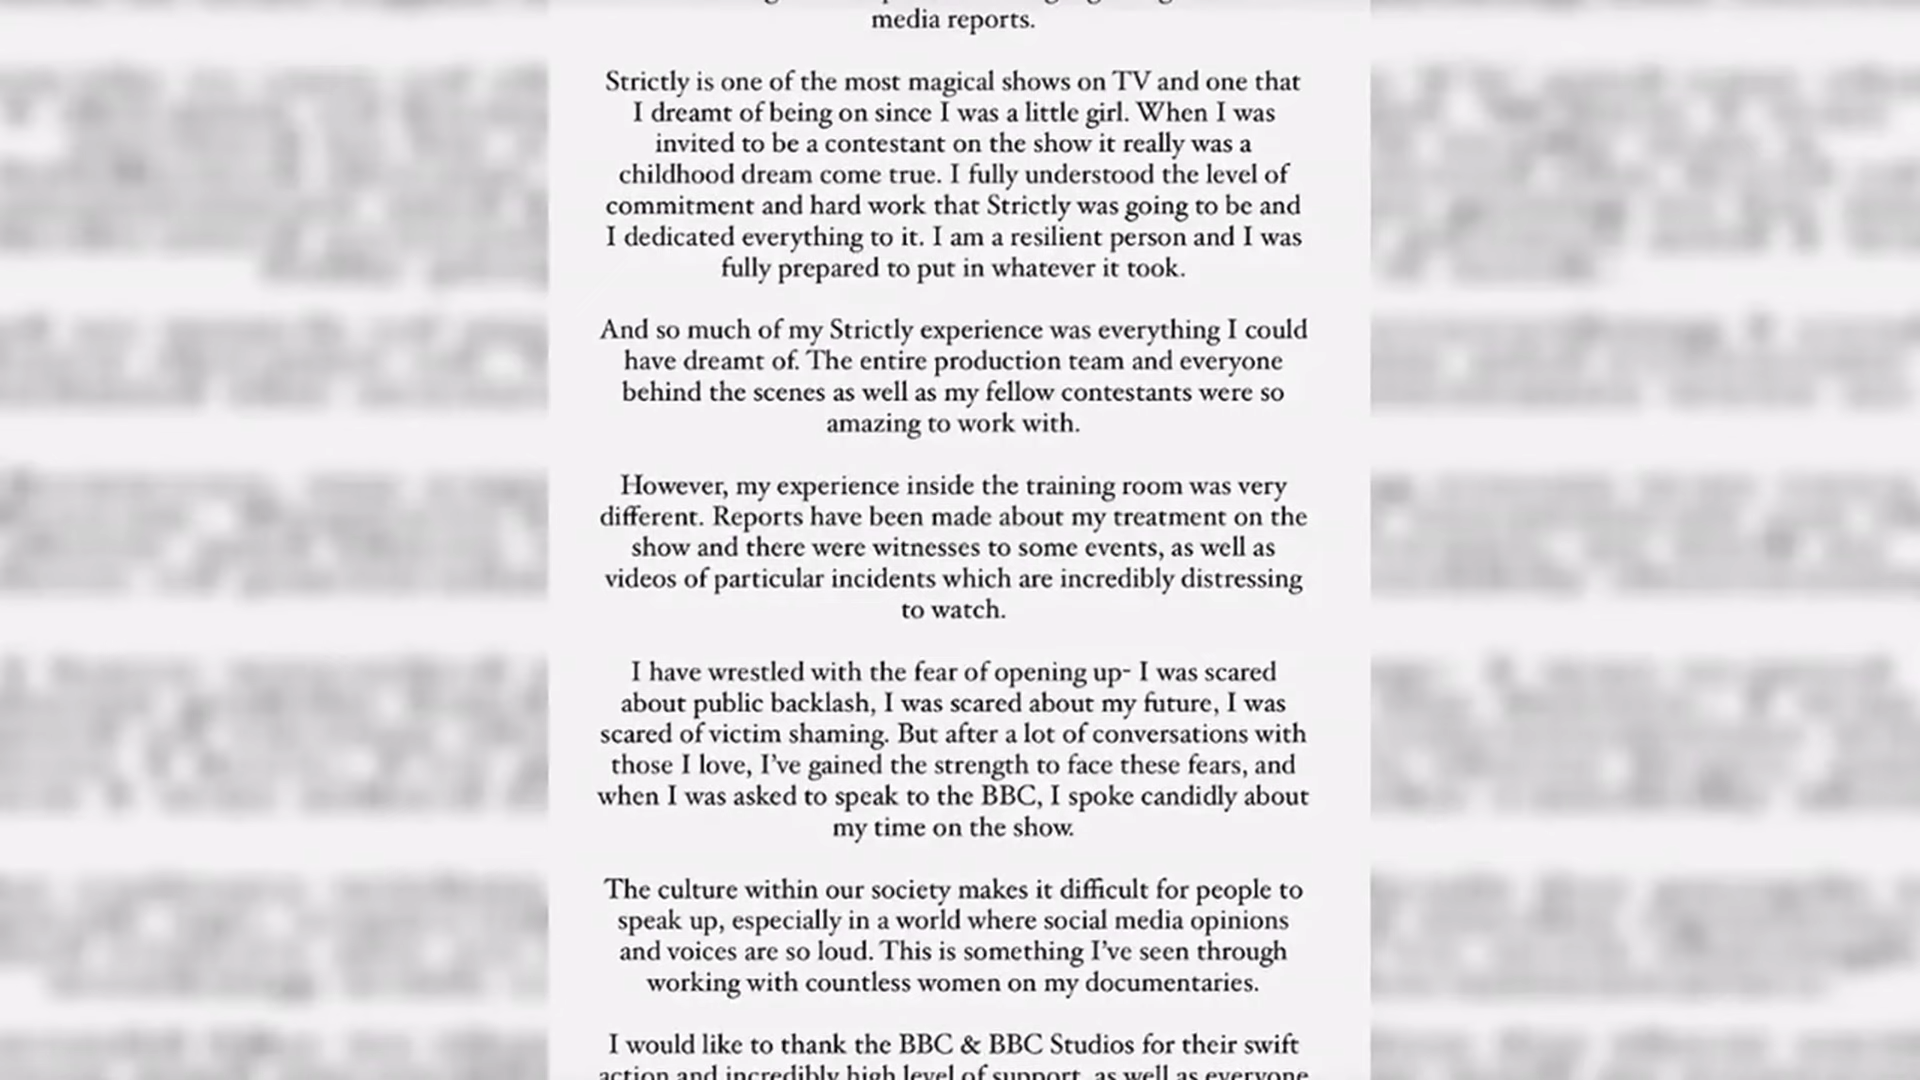 media reports.
Strictly is one of the most magical shows on TV and one that
I dreamt of being on since I was a little girl. When I was
invited to be a contestant on the show it really was a
childhood dream come true. I fully understood the level of
commitment and hard work that Strictly was going to be and
I dedicated everything to it. I am a resilient person and I was
fully prepared to put in whatever it took.
And so much of my Strictly experience was everything I could
have dreamt of. The entire production team and everyone
behind the scenes as well as my fellow contestants were so
amazing to work with.
However, my experience inside the training room was very
different. Reports have been made about my treatment on the
show and there were witnesses to some events, as well as
videos of particular incidents which are incredibly distressing
to watch.
I have wrestled with the fear of opening up- I was scared
about public backlash, I was scared about my future, I was
scared of victim shaming. But after a lot of conversations with
those I love, I've gained the strength to face these fears, and
when I was asked to speak to the BBC, I spoke candidly about
my time on the show.
The culture within our society makes it difficult for people to
speak up, especially in a world where social media opinions
and voices are so loud. This is something I've seen through
working with countless women on my documentaries.
I would like to thank the BBC & BBC Studios for their swift
action and incredibly high level of support, as well as everyone